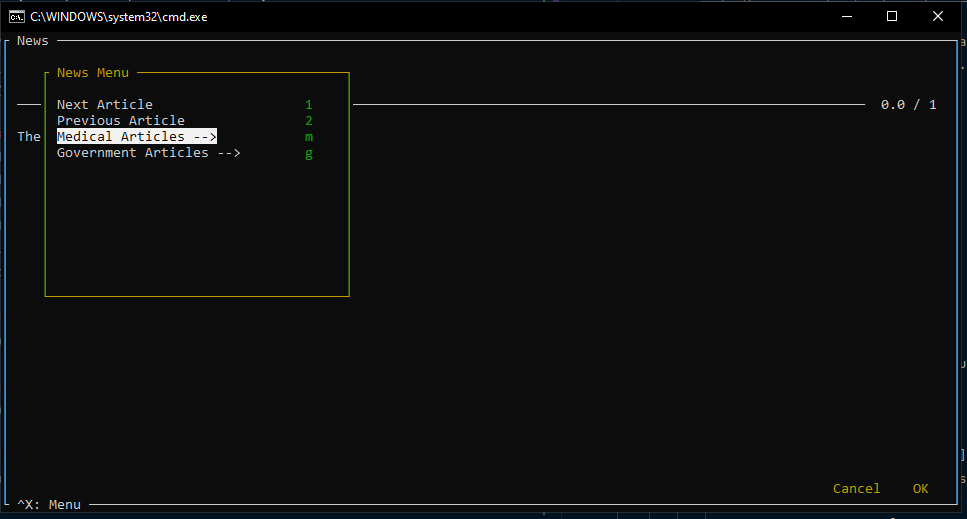 C:\WINDOWS\system32\cmd.exe
News
News Menu
Next Article 1
0.0 / 1
Previous Article 2
The
Medical Articles --> m
Government Articles --> g
Cancel OK
^X: Menu